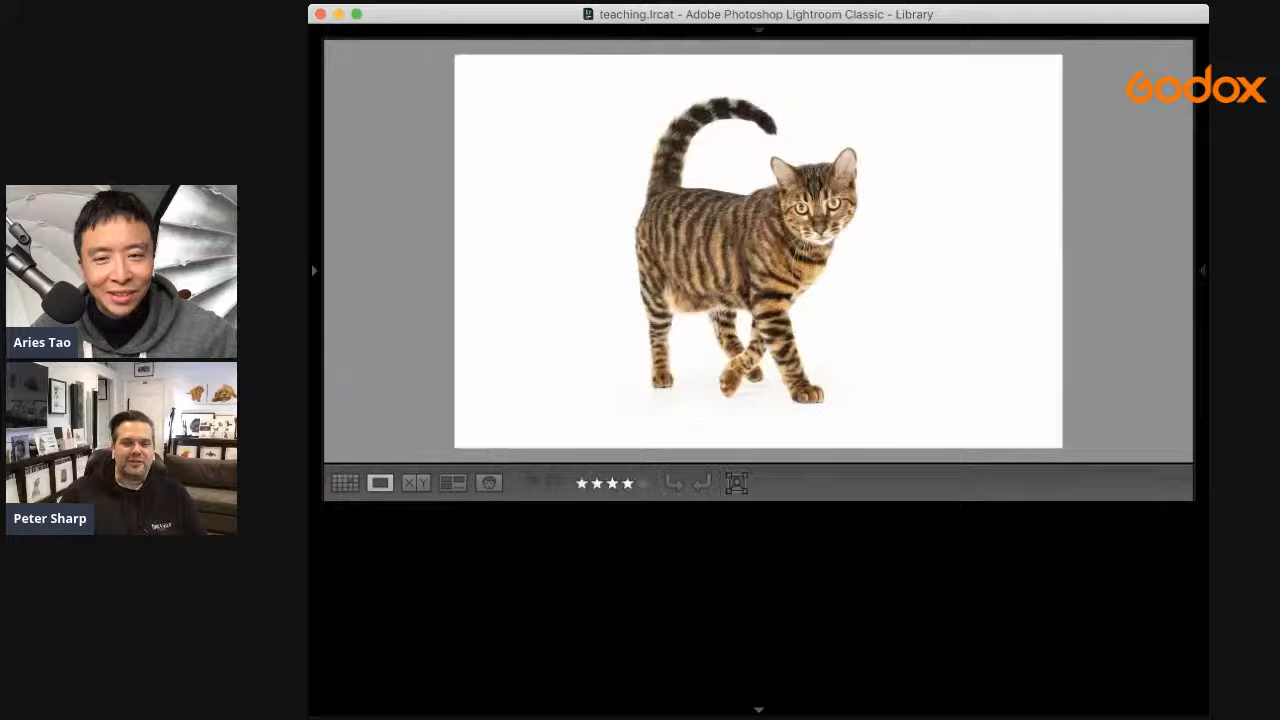 teaching.lrcat - Adobe Photoshop Lightroom Classic - Library
Godox
Aries Tao
Peter Sharp
X Y